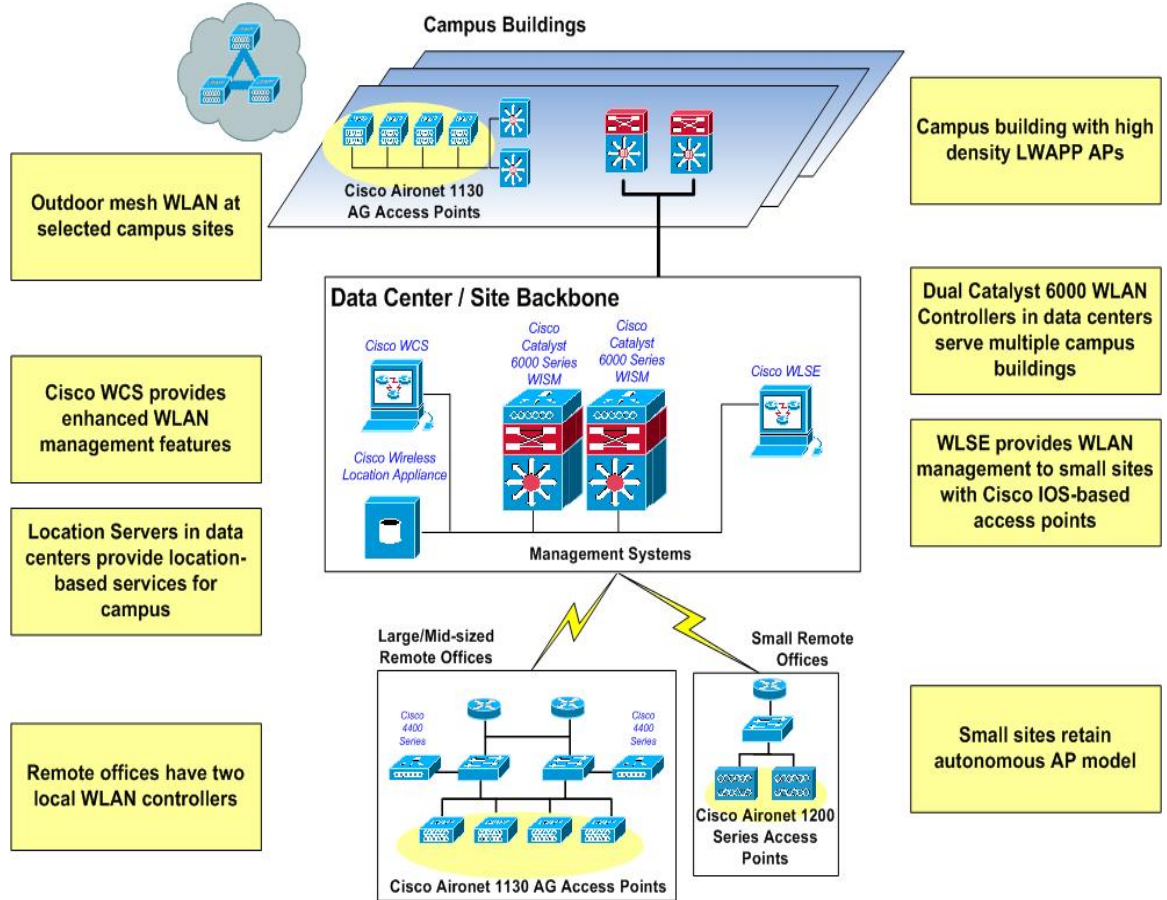 Campus Buildings
Cisco Aironet 1130
AG Access Points
Campus building with high
density LWAPP APs
Outdoor mesh WLAN at
selected campus sites
Data Center / Site Backbone
Cisco WCS
Cisco
Catalyst
6000 Series
WISM
Cisco
Catalyst
6000 Series
WISM
Cisco WLSE
Cisco Wireless
Location Appliance
Management Systems
Dual Catalyst 6000 WLAN
Controllers in data centers
serve multiple campus
buildings
Cisco WCS provides
enhanced WLAN
management features
WLSE provides WLAN
management to small sites
with Cisco IOS-based
access points
Location Servers in data
centers provide location-
based services for
campus
Large/Mid-sized
Remote Offices
Cisco
4400
Series
Cisco
4400
Series
Cisco Aironet 1130 AG Access Points
Small Remote
Offices
Cisco Aironet 1200
Series Access
Points
Remote offices have two
local WLAN controllers
Small sites retain
autonomous AP model